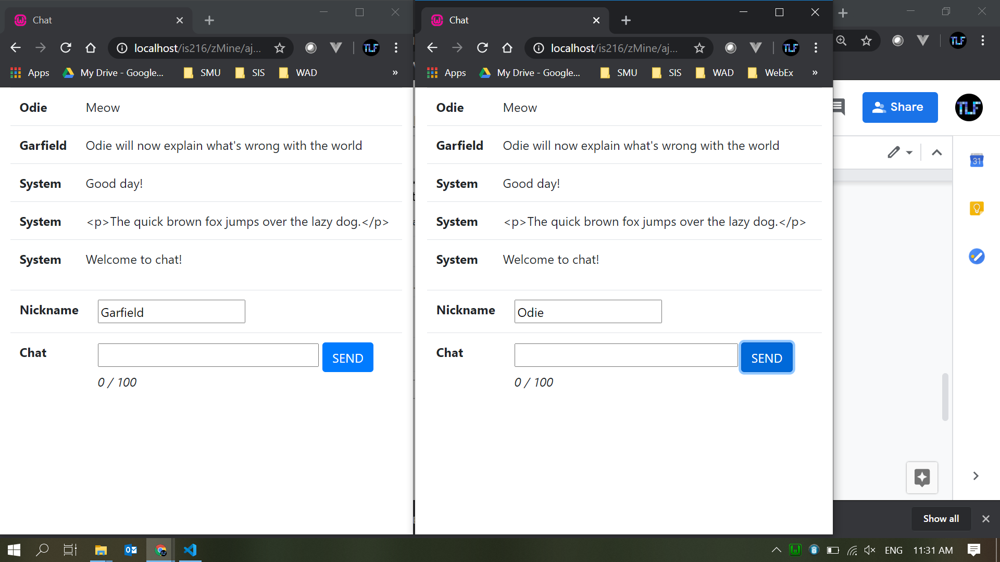 Chat
localhost/is216/zMine/aj...
Apps
My Drive - Google...
SMU
SIS
WAD
»
Odie Meow
Garfield Odie will now explain what's wrong with the world
System Good day!
System <p>The quick brown fox jumps over the lazy dog.</p>
System Welcome to chat!
Nickname Garfield
Chat SEND
0 / 100
Chat
localhost/is216/zMine/aj...
Apps
My Drive - Google...
SMU
SIS
WAD
WebEx
»
Odie Meow
Garfield Odie will now explain what's wrong with the world
System Good day!
System <p>The quick brown fox jumps over the lazy dog.</p>
System Welcome to chat!
Nickname Odie
Chat SEND
0 / 100
TLF
Share
TLF
31
Show all
ENG
11:31 AM